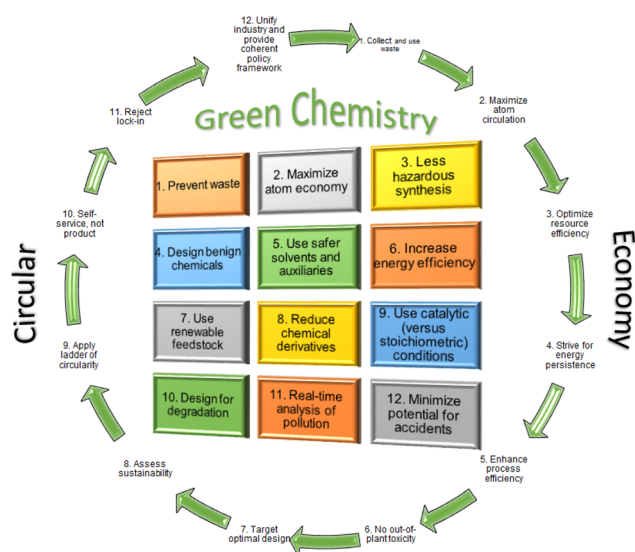 12. Unify
industry and
provide
coherent
policy
framework
1. Collect and use
waste
2. Maximize
atom
circulation
3. Optimize
resource
efficiency
4. Strive for
energy
persistence
5. Enhance
process
efficiency
6. No out-of-
plant toxicity
7. Target
optimal design
8. Assess
sustainability
9. Apply
ladder of
circularity
10. Self-
service, not
product
11. Reject
lock-in
Circular
Economy
Green Chemistry
1. Prevent waste
2. Maximize
atom economy
3. Less
hazardous
synthesis
4. Design benign
chemicals
5. Use safer
solvents and
auxiliaries
6. Increase
energy efficiency
7. Use
renewable
feedstock
8. Reduce
chemical
derivatives
9. Use catalytic
(versus
stoichiometric)
conditions
10. Design for
degradation
11. Real-time
analysis of
pollution
12. Minimize
potential for
accidents